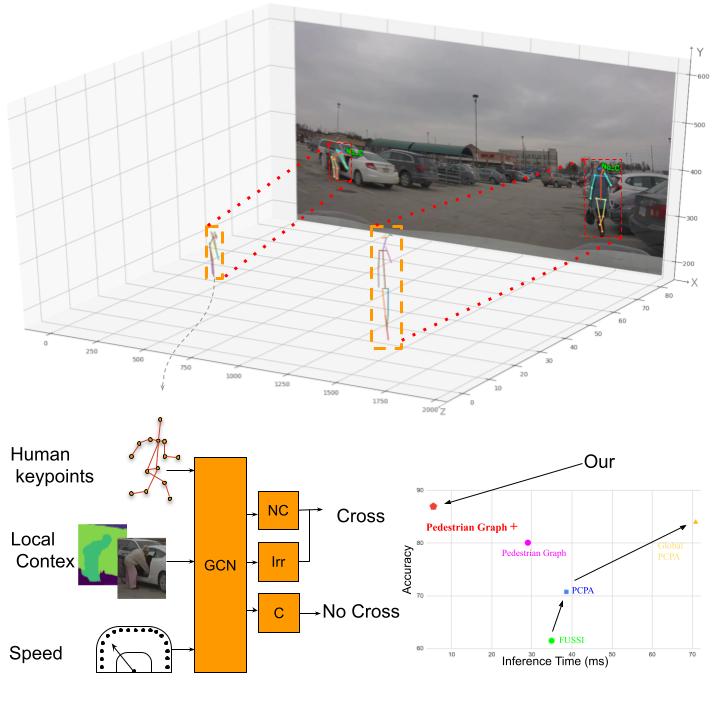 Y
600
500
400
300
200
X
80
70
60
50
40
30
20
10
0
Z
0
250
500
750
1000
1250
1500
1750
2000
Human
keypoints
Local
Contex
Speed
GCN
NC
Irr
C
Cross
No Cross
Our
90
80
70
60
Accuracy
Pedestrian Graph +
Pedestrian Graph
Global
PCPA
PCPA
FUSSI
10
20
30
40
50
60
70
Inference Time (ms)